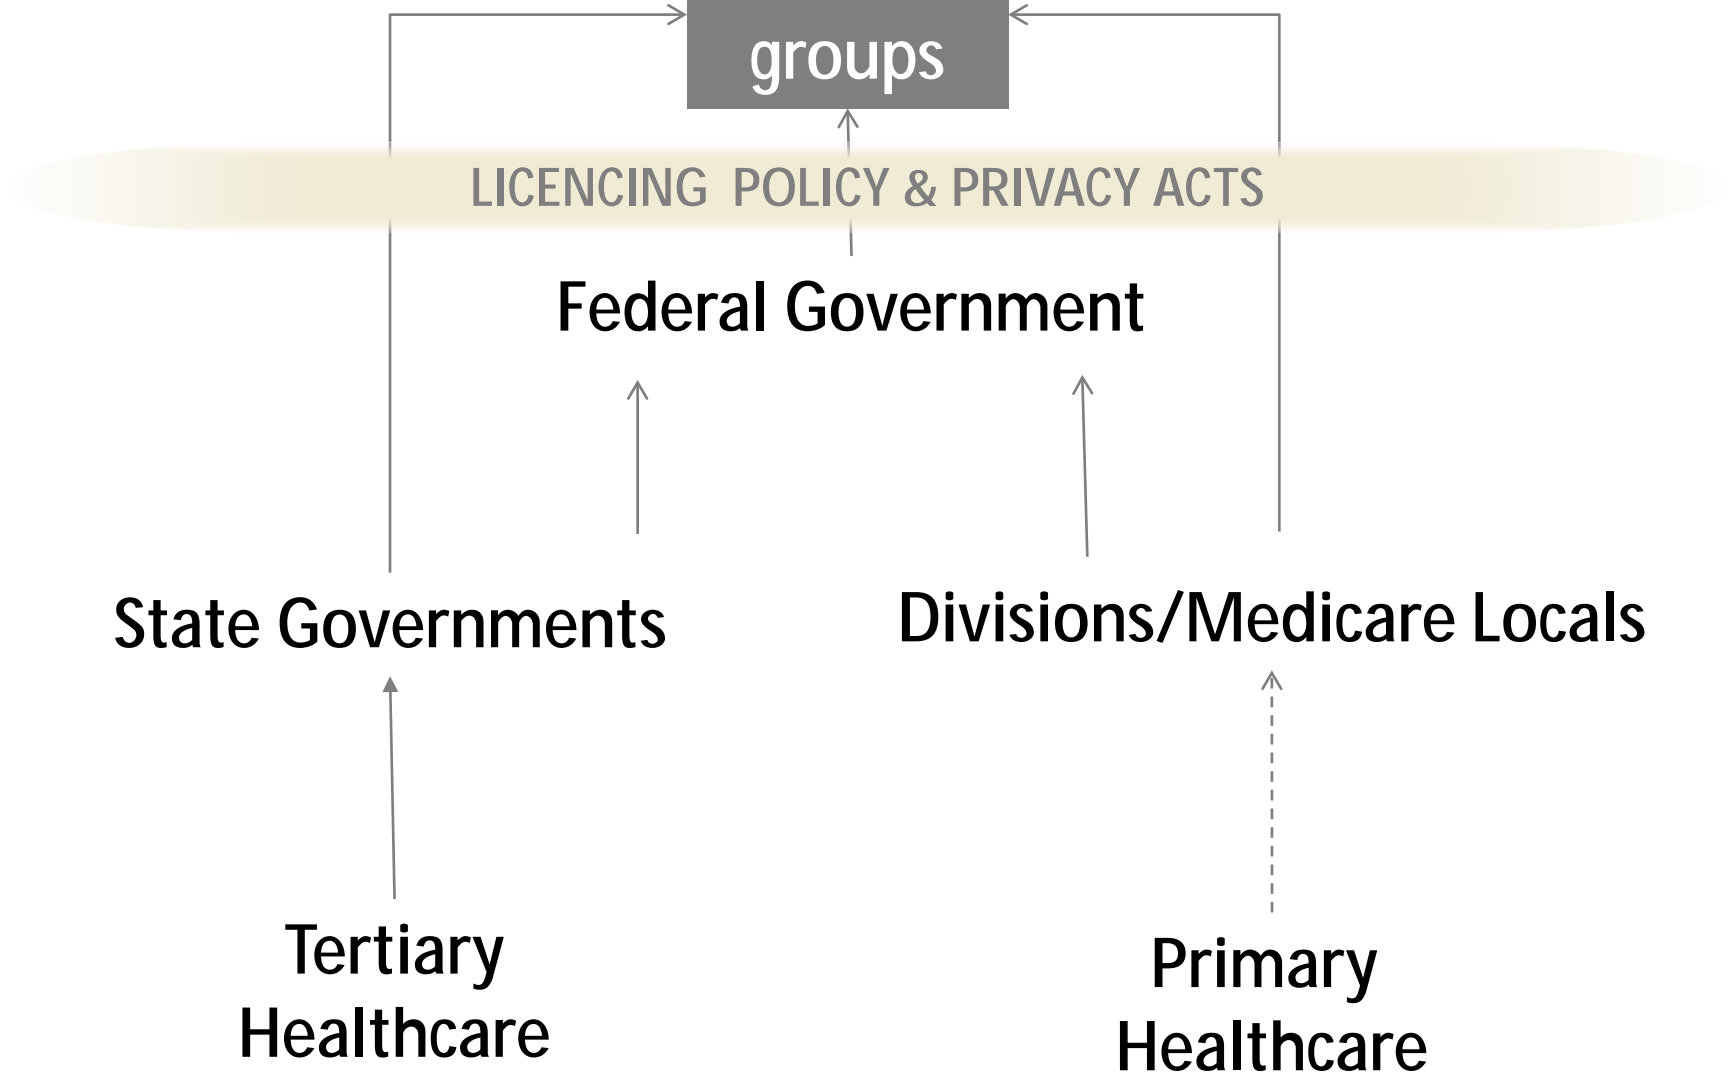 groups
LICENCING POLICY & PRIVACY ACTS
Federal Government
State Governments
Divisions/Medicare Locals
Tertiary
Healthcare
Primary
Healthcare